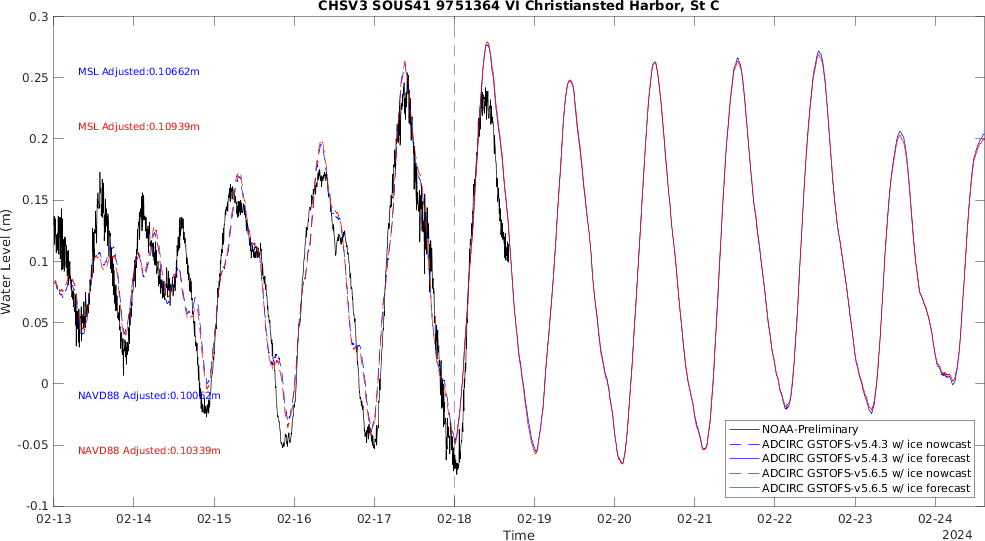 CHSV3 SOUS41 9751364 VI Christiansted Harbor, St C
0.3
0.25
0.2
0.15
0.1
0.05
0
-0.05
-0.1
Water Level (m)
MSL Adjusted:0.10662m
MSL Adjusted:0.10939m
NAVD88 Adjusted:0.10062m
NAVD88 Adjusted:0.10339m
NOAA-Preliminary
ADCIRC GSTOFS-v5.4.3 w/ ice nowcast
ADCIRC GSTOFS-v5.4.3 w/ ice forecast
ADCIRC GSTOFS-v5.6.5 w/ ice nowcast
ADCIRC GSTOFS-v5.6.5 w/ ice forecast
02-13 02-14 02-15 02-16 02-17 02-18 02-19 02-20 02-21 02-22 02-23 02-24
Time
2024